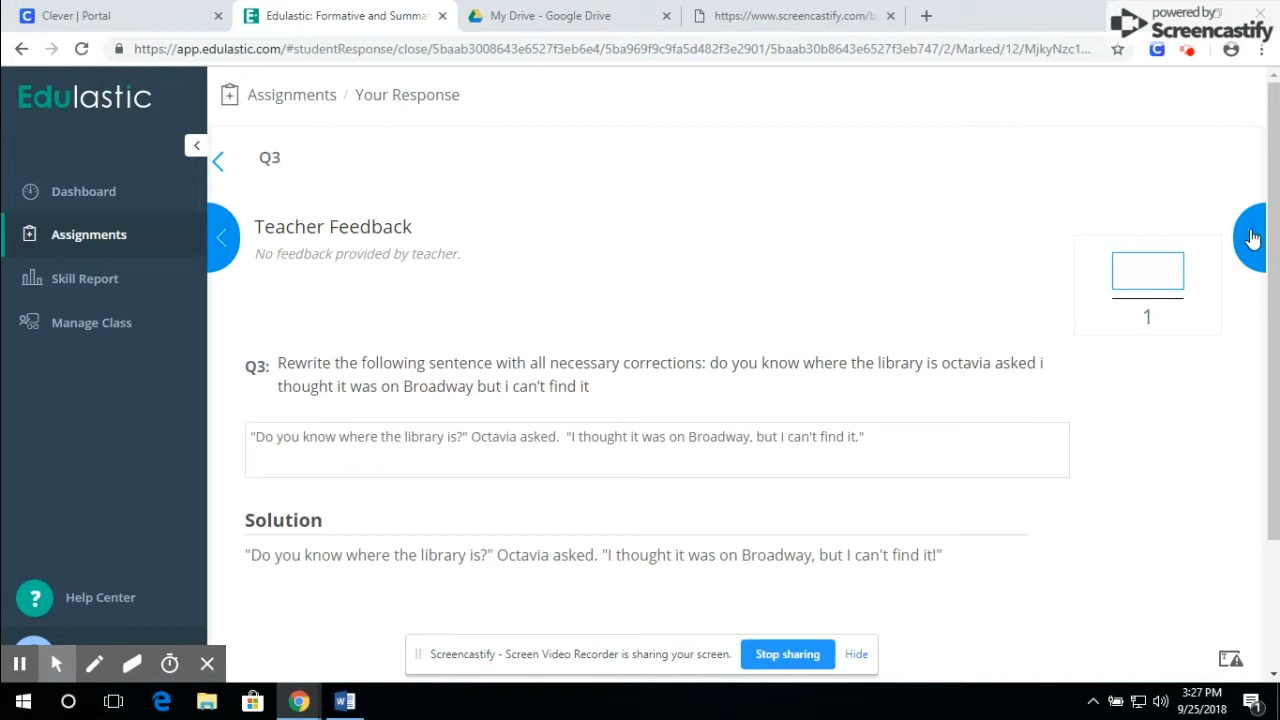 Clever | Portal
Edulastic: Formative and Summa
My Drive - Google Drive
https://www.screencastify.com/b
powered by
Screencastify
https://app.edulastic.com/#studentResponse/close/5baab3008643e6527f3eb6e4/5ba969f9c9fa5d482f3e2901/5baab30b8643e6527f3eb747/2/Marked/12/MjkyNzc1...
Edulastic
Assignments / Your Response
Q3
Dashboard
Assignments
Skill Report
Manage Class
Teacher Feedback
No feedback provided by teacher.
1
Q3: Rewrite the following sentence with all necessary corrections: do you know where the library is octavia asked i
thought it was on Broadway but i can't find it
"Do you know where the library is?" Octavia asked.  "I thought it was on Broadway, but I can't find it."
Solution
"Do you know where the library is?" Octavia asked. "I thought it was on Broadway, but I can't find it!"
Help Center
Screencastify - Screen Video Recorder is sharing your screen.
Stop sharing
Hide
3:27 PM
9/25/2018
1